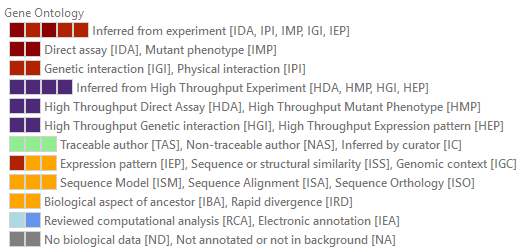 Gene Ontology
Inferred from experiment [IDA, IPI, IMP, IGI, IEP]
Direct assay [IDA], Mutant phenotype [IMP]
Genetic interaction [IGI], Physical interaction [IPI]
Inferred from High Throughput Experiment [HDA, HMP, HGI, HEP]
High Throughput Direct Assay [HDA], High Throughput Mutant Phenotype [HMP]
High Throughput Genetic interaction [HGI], High Throughput Expression pattern [HEP]
Traceable author [TAS], Non-traceable author [NAS], Inferred by curator [IC]
Expression pattern [IEP], Sequence or structural similarity [ISS], Genomic context [IGC]
Sequence Model [ISM], Sequence Alignment [ISA], Sequence Orthology [ISO]
Biological aspect of ancestor [IBA], Rapid divergence [IRD]
Reviewed computational analysis [RCA], Electronic annotation [IEA]
No biological data [ND], Not annotated or not in background [NA]